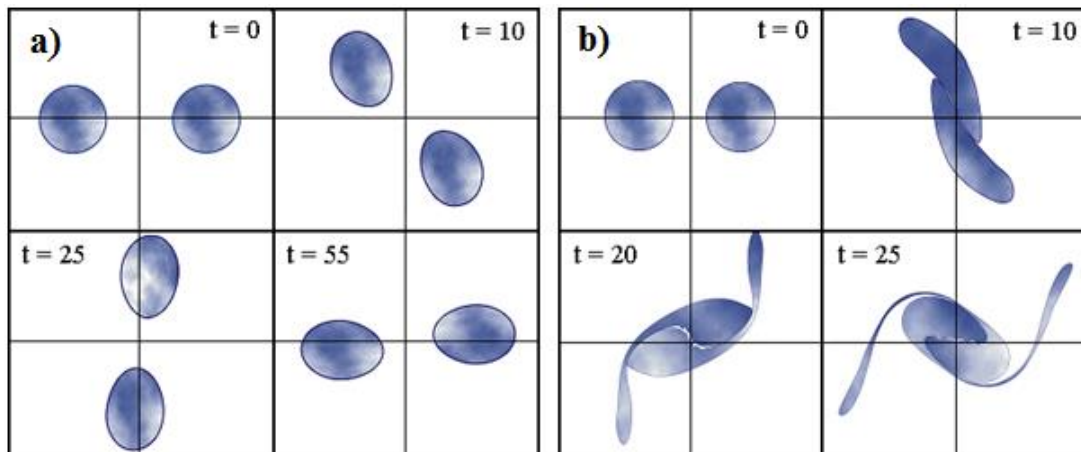 a)
t = 0
t = 10
t = 25
t = 55
b)
t = 0
t = 10
t = 20
t = 25